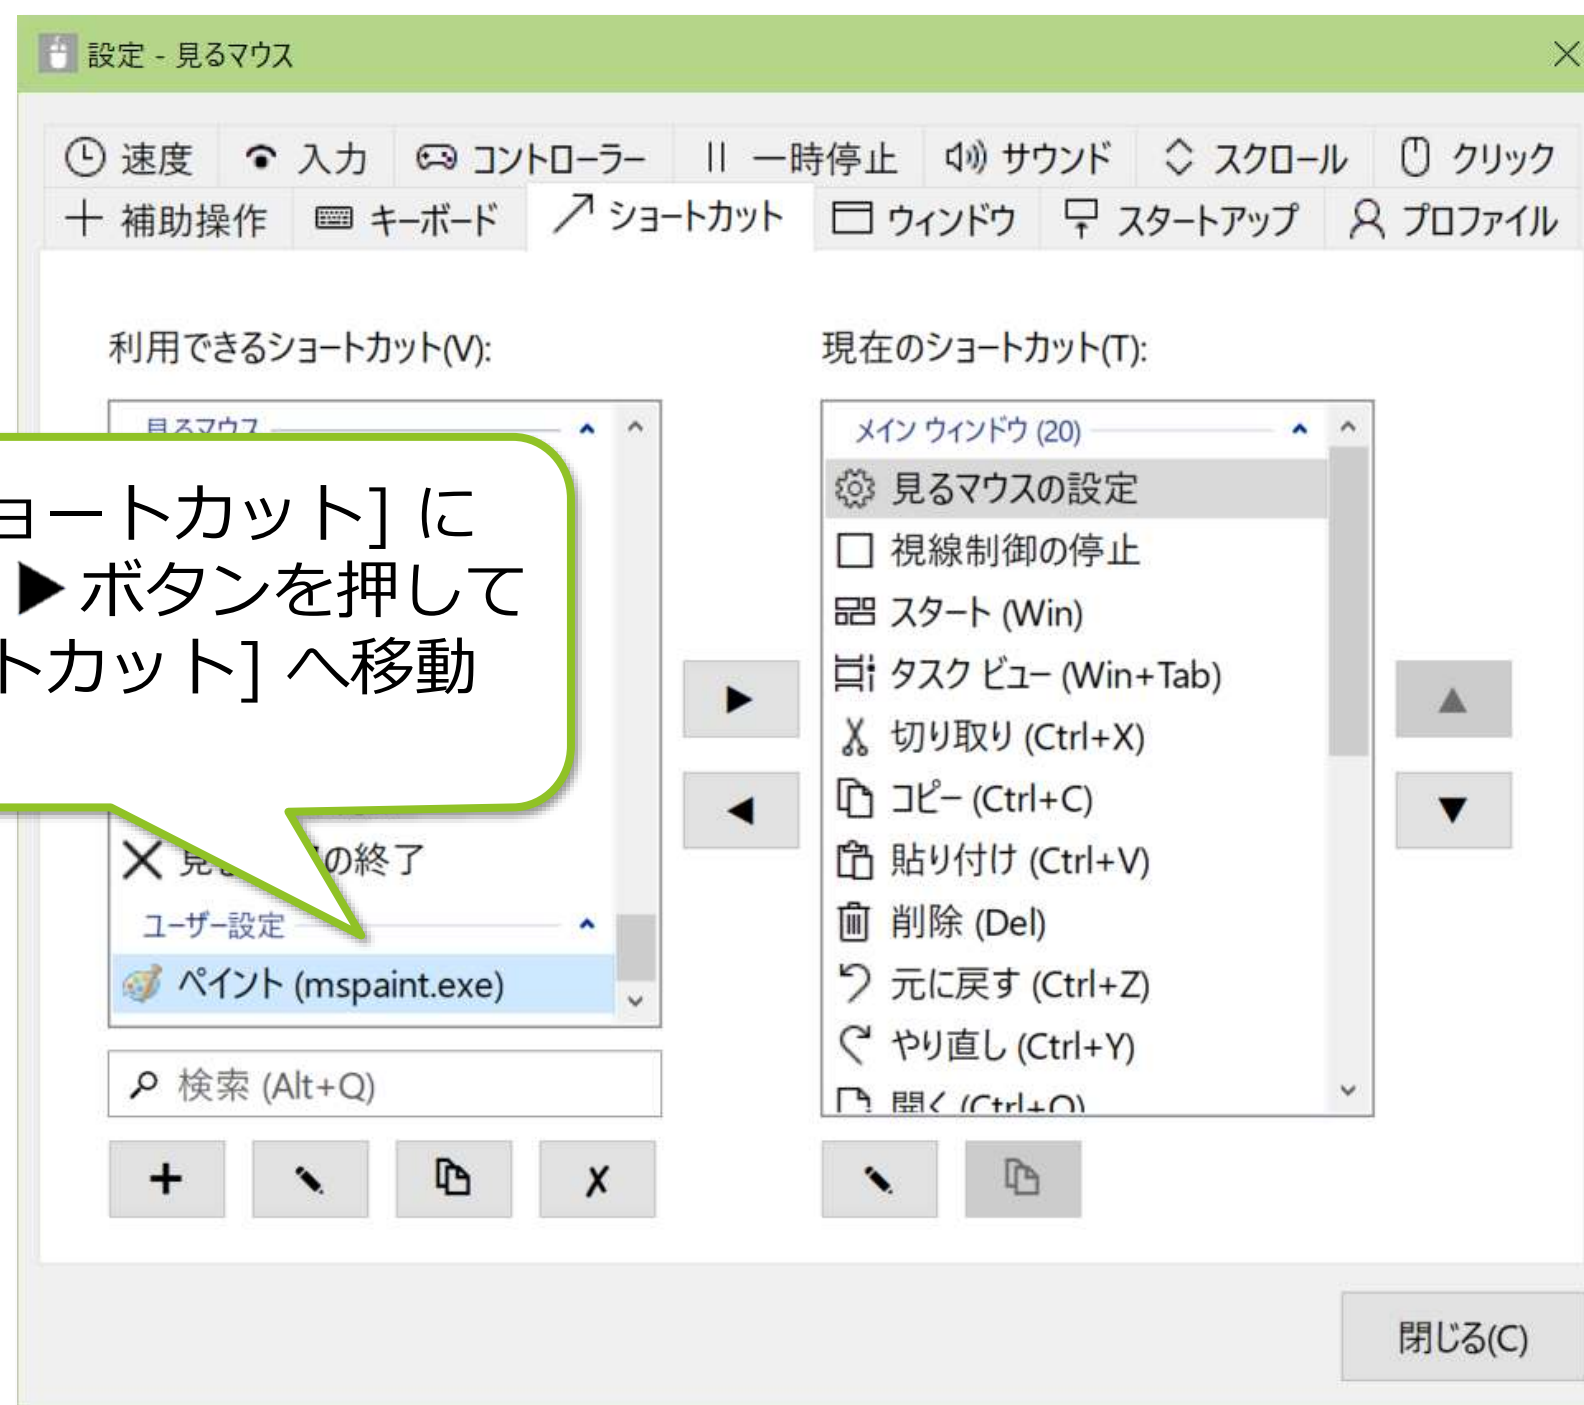 設定 - 見るマウス
速度 入力 コントローラー 一時停止 サウンド スクロール クリック
補助操作 キーボード ショートカット ウィンドウ スタートアップ プロファイル
利用できるショートカット(V):
見るマウス
ョートカット] に
▶ボタンを押して
トカット] へ移動
の終了
ユーザー設定
ペイント (mspaint.exe)
検索 (Alt+Q)
現在のショートカット(T):
メイン ウィンドウ (20)
見るマウスの設定
視線制御の停止
スタート (Win)
タスク ビュー (Win+Tab)
切り取り (Ctrl+X)
コピー (Ctrl+C)
貼り付け (Ctrl+V)
削除 (Del)
元に戻す (Ctrl+Z)
やり直し (Ctrl+Y)
開く (Ctrl+O)
閉じる(C)